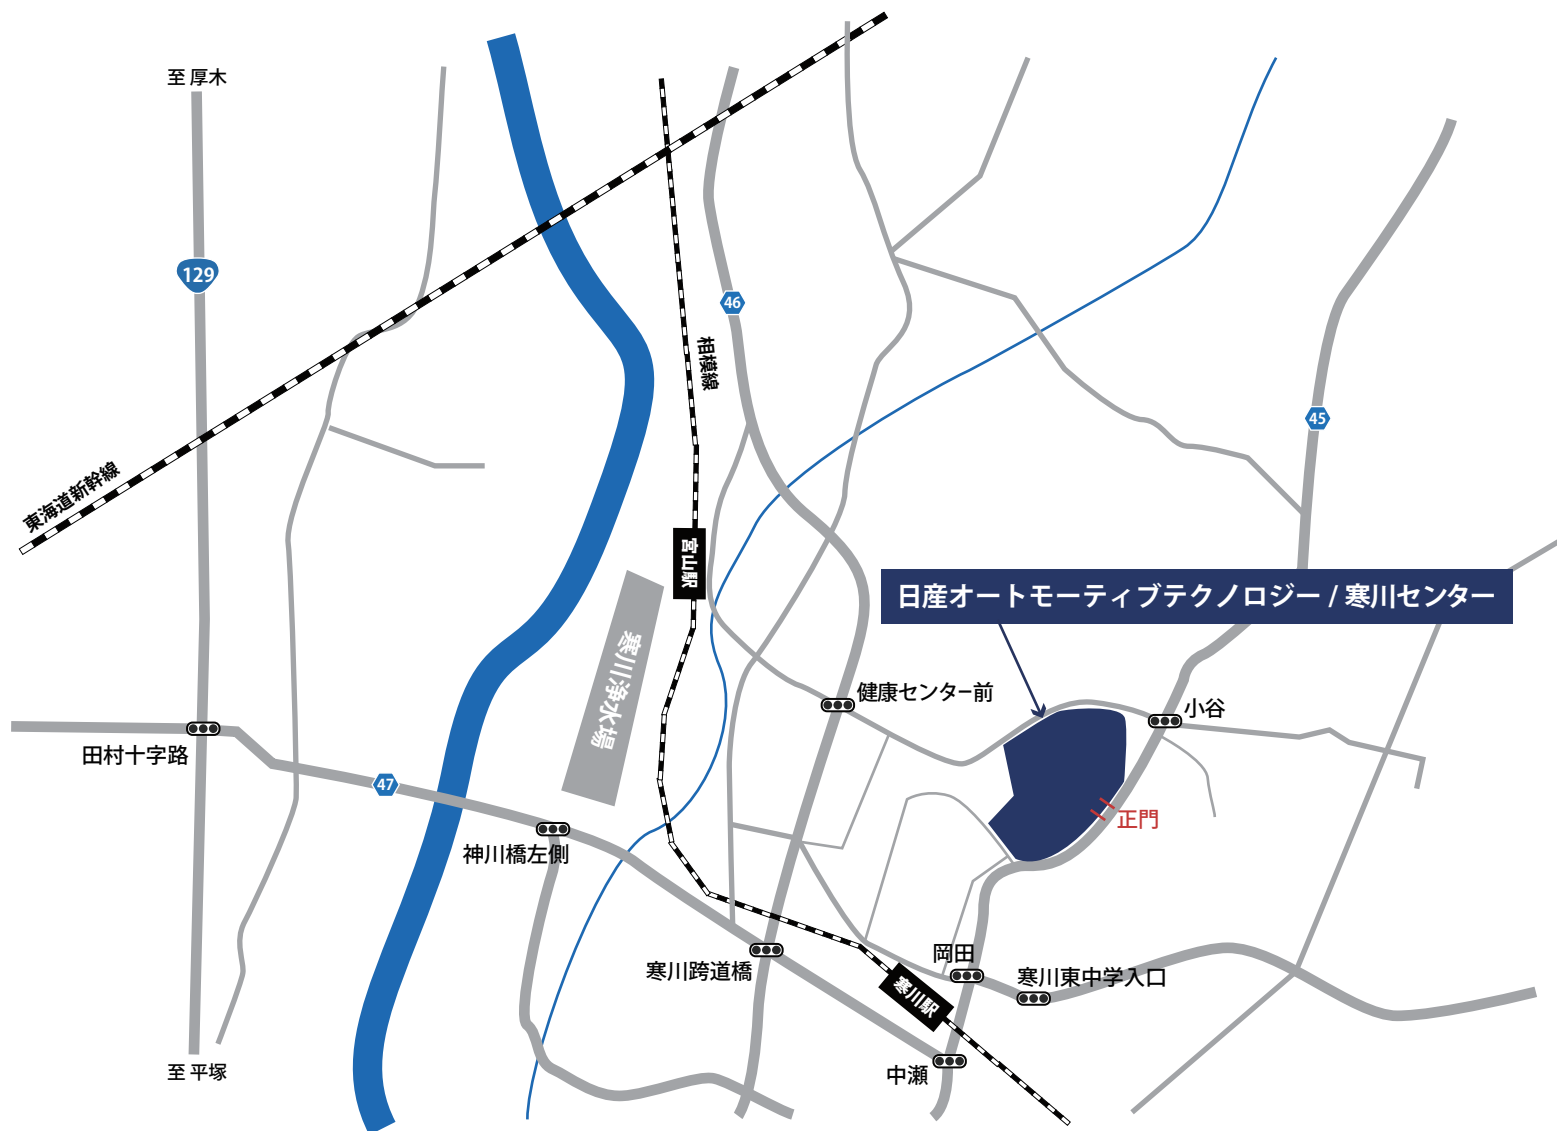 至 厚木
129
46
相模線
45
東海道新幹線
宮山駅
日産オートモーティブテクノロジー / 寒川センター
寒川浄水場
健康センター前
小谷
田村十字路
47
正門
神川橋左側
寒川跨道橋
岡田
寒川東中学入口
寒川駅
至 平塚
中瀬